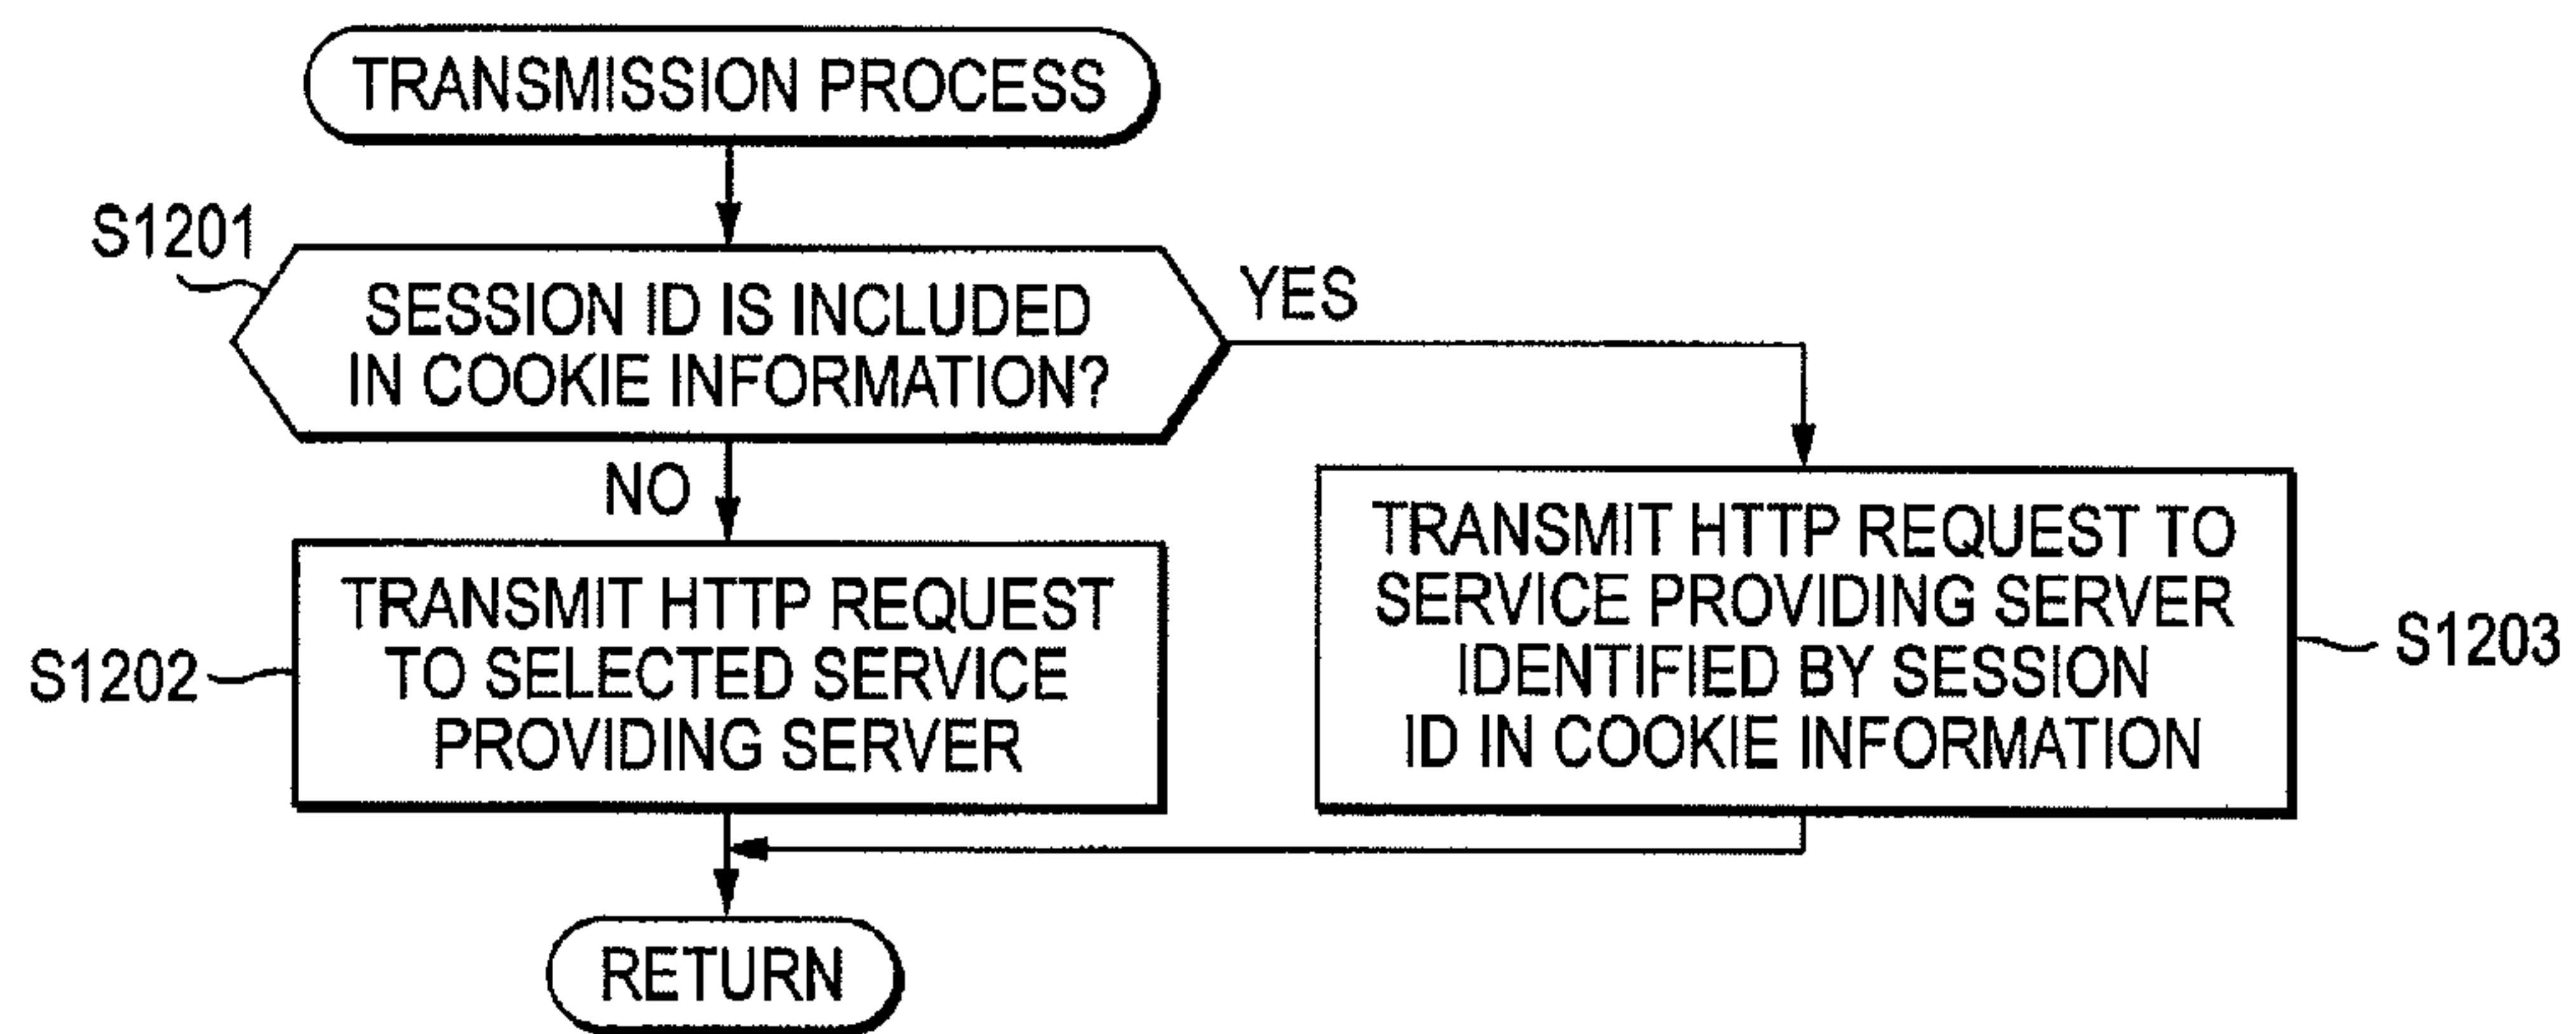 TRANSMISSION PROCESS
S1201
SESSION ID IS INCLUDED
IN COOKIE INFORMATION?
YES
NO
S1202
TRANSMIT HTTP REQUEST
TO SELECTED SERVICE
PROVIDING SERVER
TRANSMIT HTTP REQUEST TO
SERVICE PROVIDING SERVER
IDENTIFIED BY SESSION
ID IN COOKIE INFORMATION
S1203
RETURN